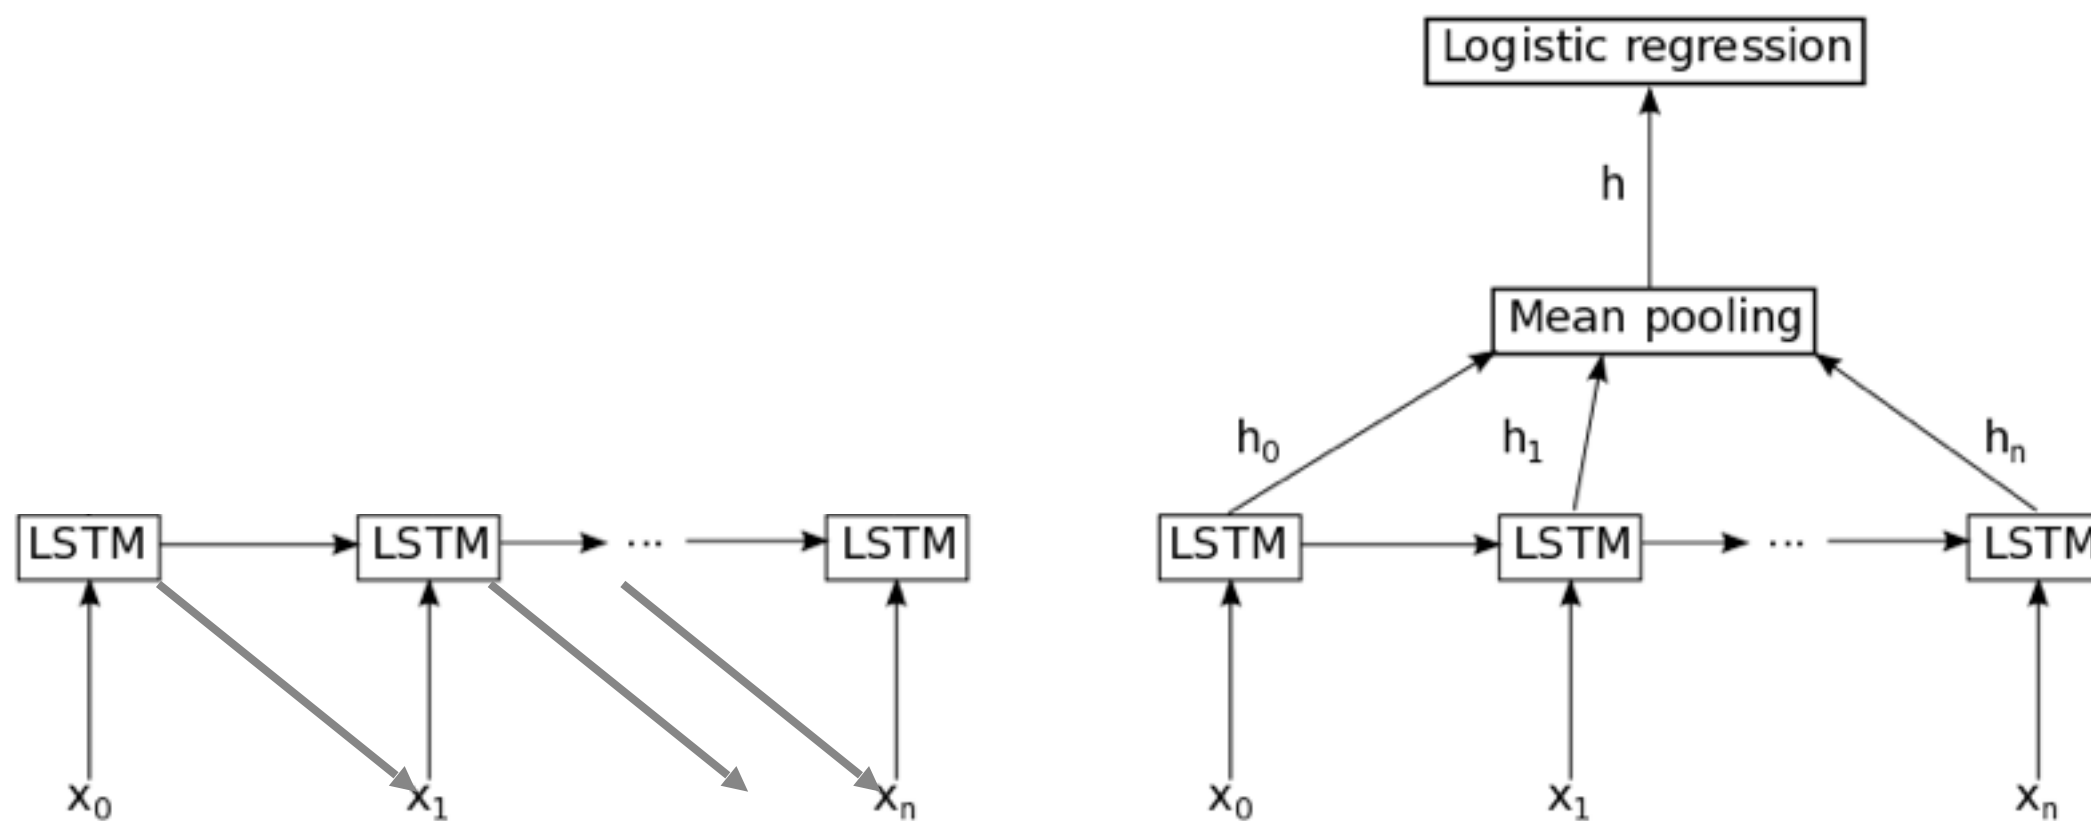 Logistic regression
h
Mean pooling
h0 h1 hn
LSTM LSTM ... LSTM LSTM LSTM ... LSTM
x0 x1 xn x0 x1 xn